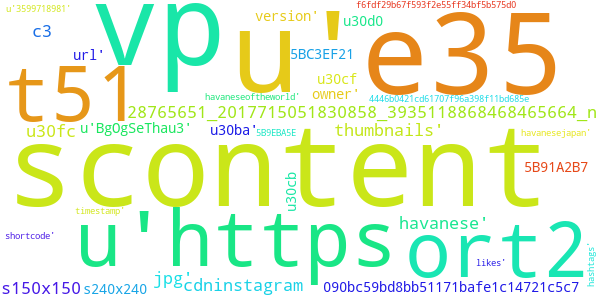 u'3599718981'
vp
u'e35
f6fdf29b67f593f2e55ff34bf5b575d0
version'
u30d0
c3
url'
5BC3EF21
t51
u30cf
owner'
havaneseoftheworld'
4446b0421cd61707f96a398f11bd685e
28765651_2017715051830858_3935118868468465664_n
u30fc
u'BgOgSeThau3'
u30ba'
5B9EBA5E
thumbnails'
havanesejapan'
scontent
5B91A2B7
u30cb
timestamp'
u'https
havanese'
ort2
shortcode'
likes'
hashtags'
s150x150
s240x240
jpg'
cdninstagram
090bc59bd8bb51171bafe1c14721c5c7